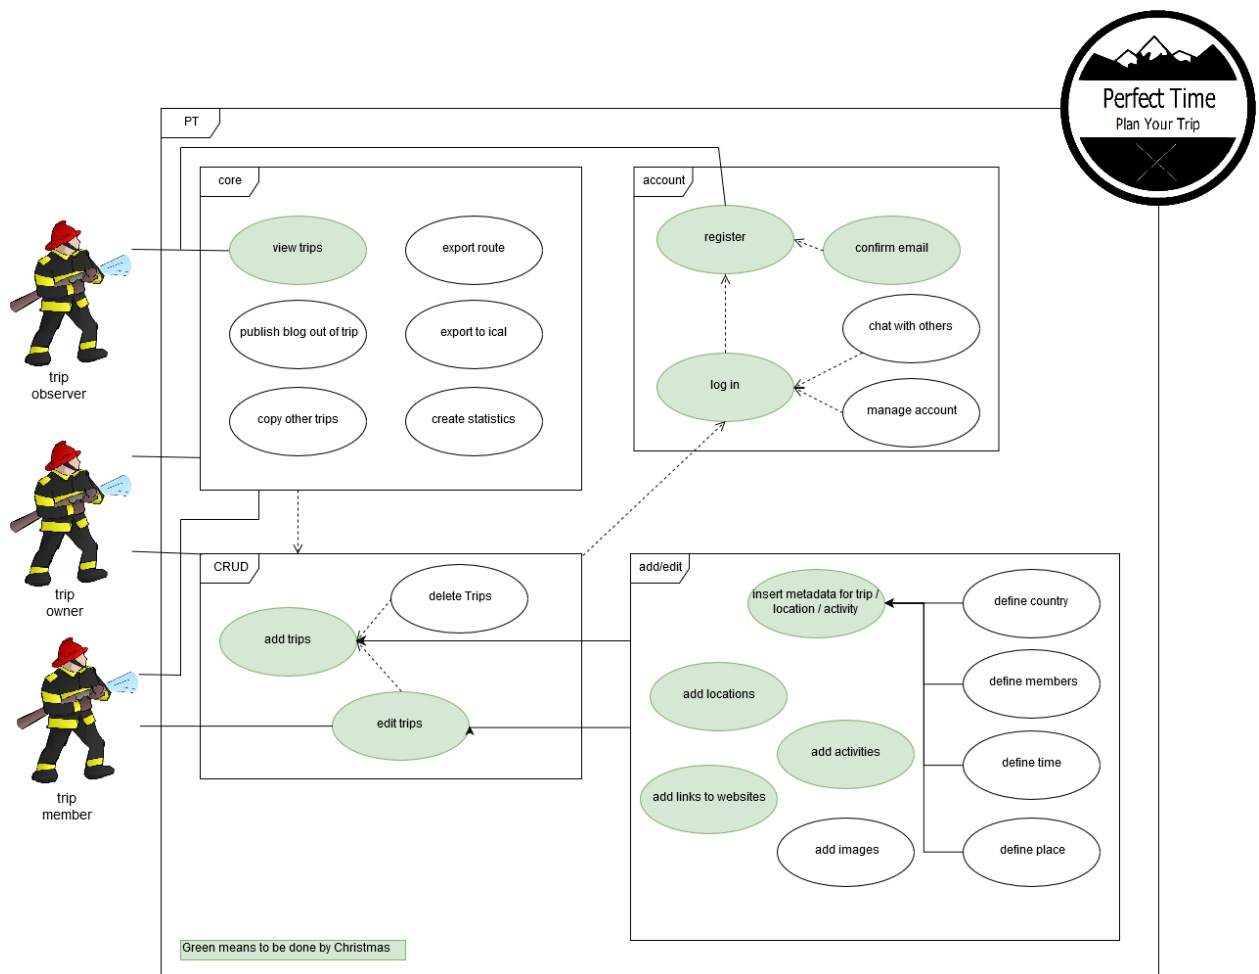 Perfect Time
Plan Your Trip
PT
core
account
view trips
export route
register
confirm email
publish blog out of trip
export to ical
chat with others
trip
observer
log in
copy other trips
create statistics
manage account
CRUD
add/edit
trip
owner
delete Trips
insert metadata for trip /
location / activity
define country
add trips
add locations
define members
edit trips
add activities
define time
trip
member
add links to websites
add images
define place
Green means to be done by Christmas